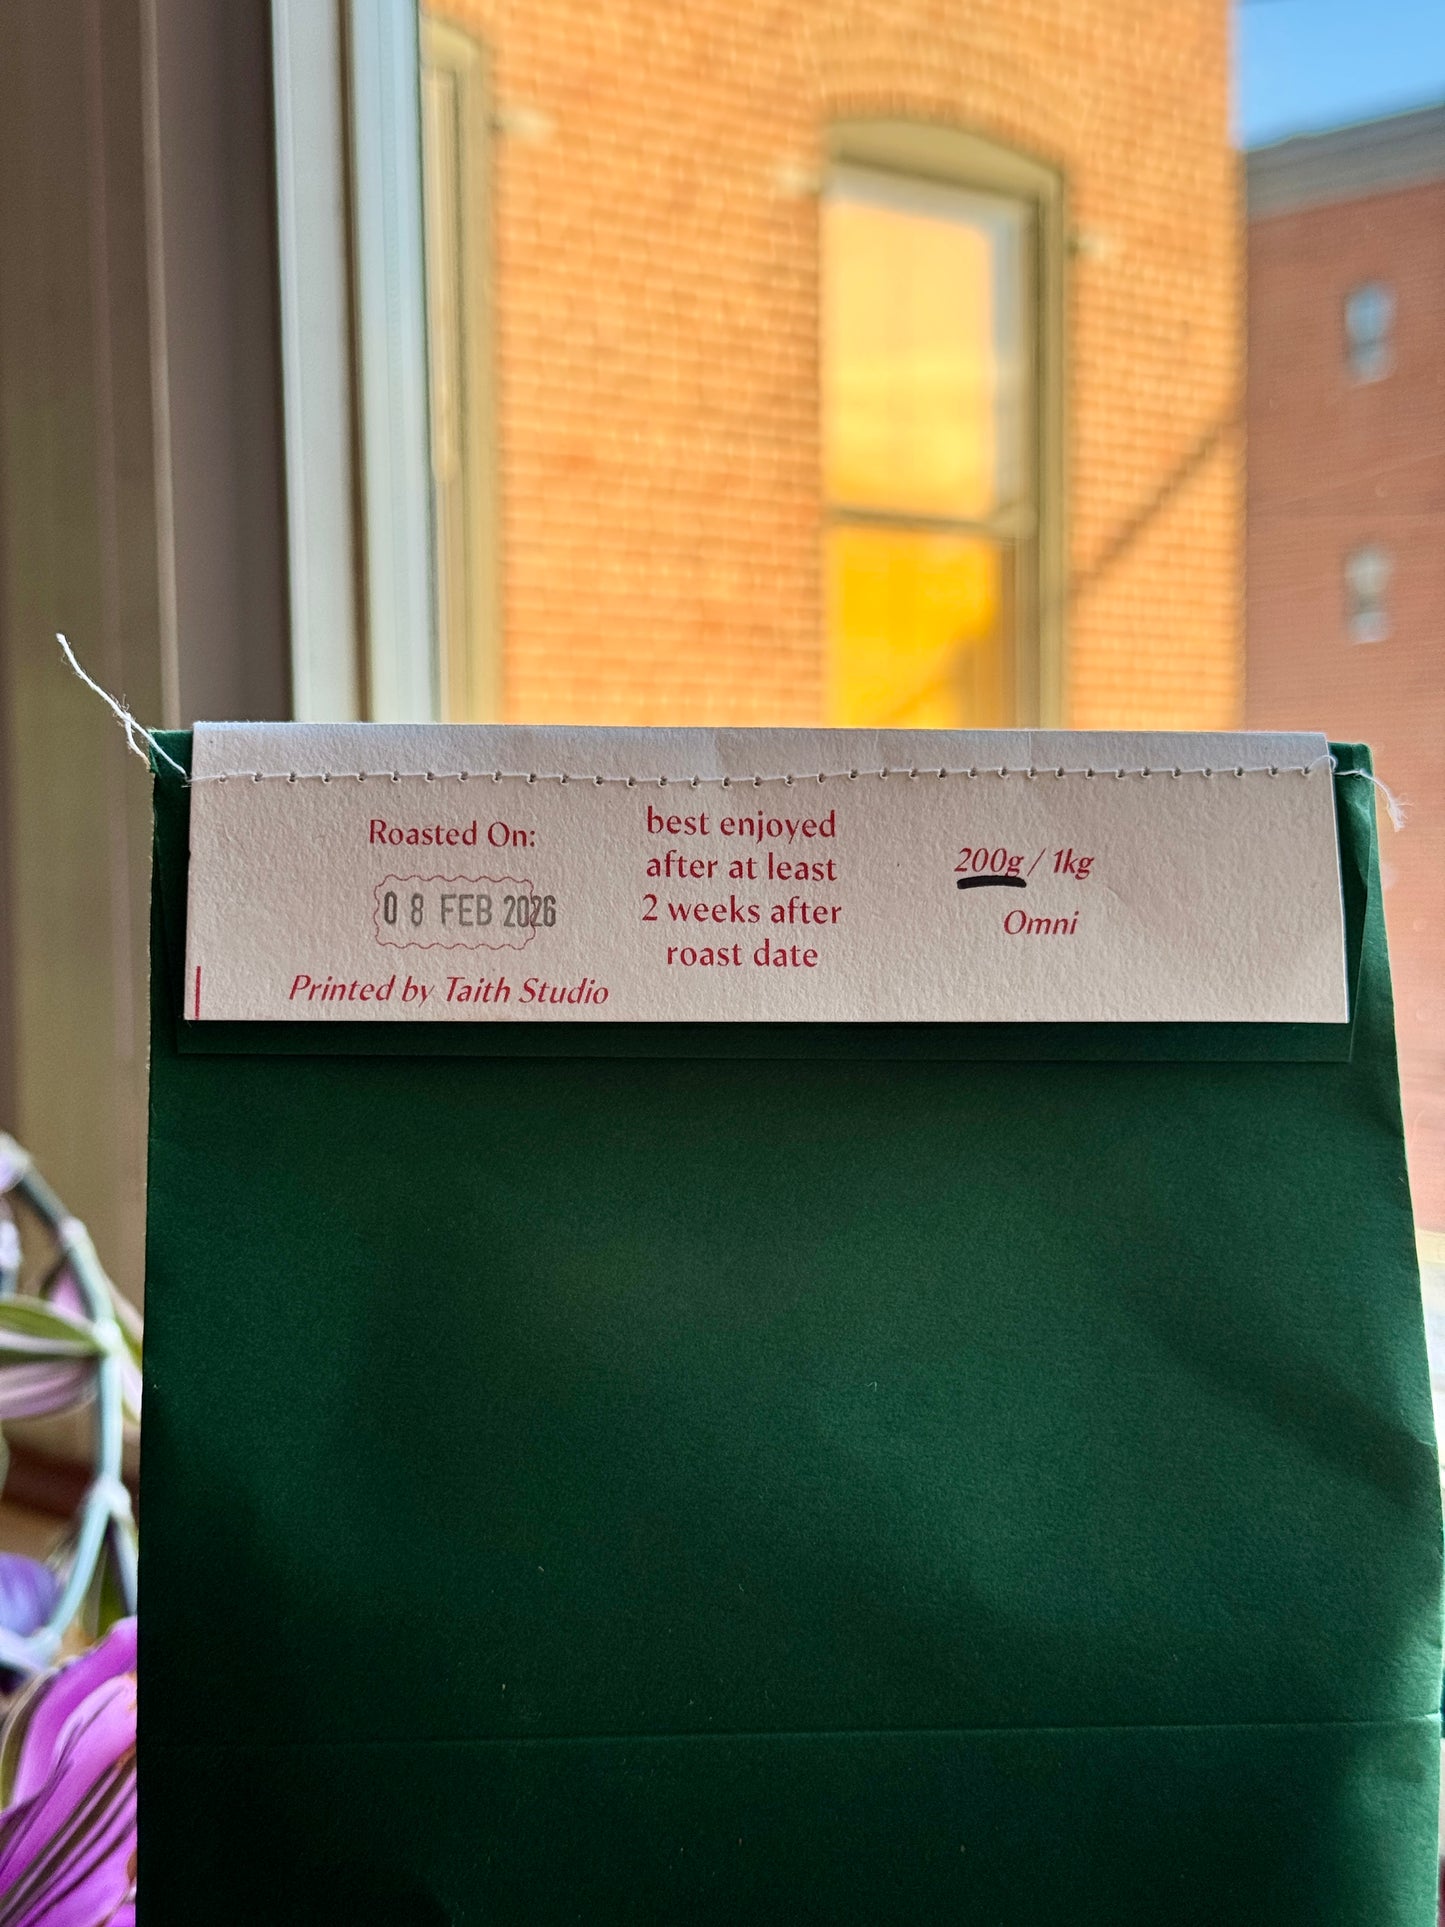 Roasted On:
08 FEB 2026
Printed by Taith Studio
best enjoyed
after at least
2 weeks after
roast date
200g / 1kg
Omni